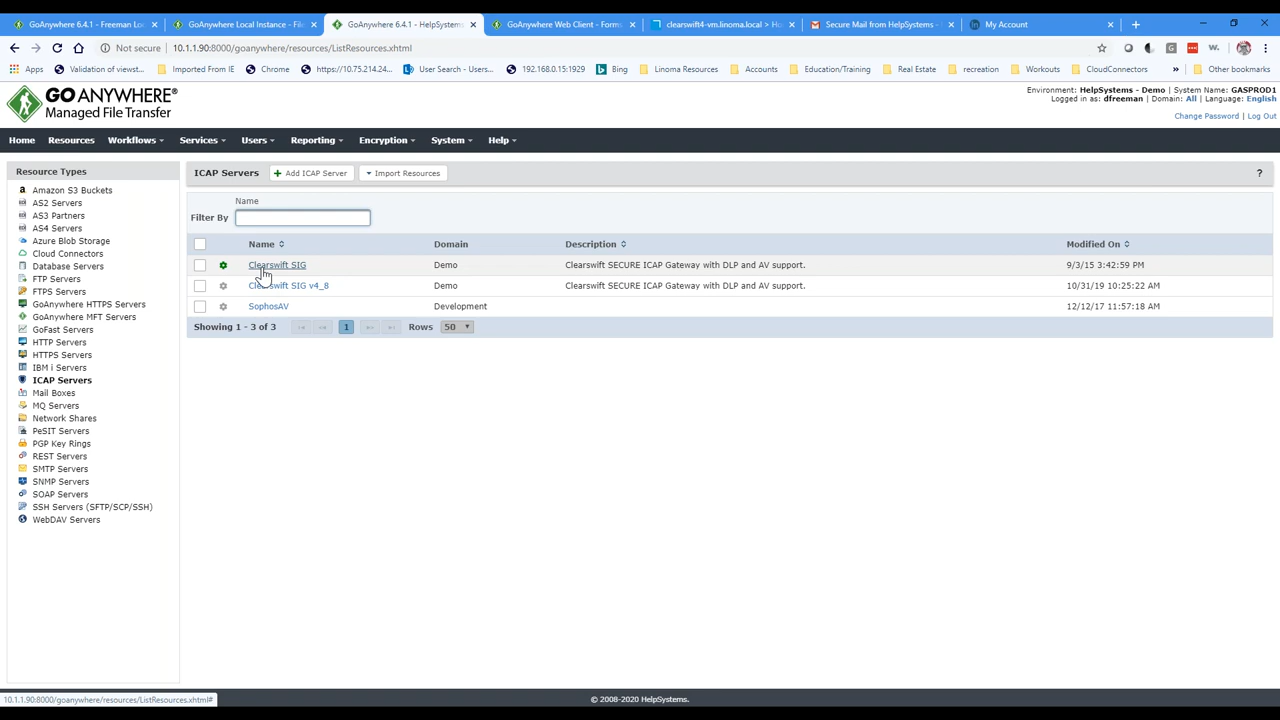 GoAnywhere 6.4.1 - Freeman Lo
GoAnywhere Local Instance - File
GoAnywhere 6.4.1 - HelpSystems
GoAnywhere Web Client - Forms
clearswift4-vm.linoma.local > Ho
Secure Mail from HelpSystems -
My Account
Not secure
10.1.1.90:8000/goanywhere/resources/ListResources.xhtml
Apps
Validation of viewst...
Imported From IE
Chrome
https://10.75.214.24...
User Search - Users...
192.168.0.15:1929
Bing
Linoma Resources
Accounts
Education/Training
Real Estate
recreation
Workouts
CloudConnectors
»
Other bookmarks
GOANYWHERE®
Managed File Transfer
Environment: HelpSystems - Demo | System Name: GASPROD1
Logged in as: dfreeman | Domain: All | Language: English
Change Password | Log Out
Home Resources Workflows Services Users Reporting Encryption System Help
Resource Types
Amazon S3 Buckets
AS2 Servers
AS3 Partners
AS4 Servers
Azure Blob Storage
Cloud Connectors
Database Servers
FTP Servers
FTPS Servers
GoAnywhere HTTPS Servers
GoAnywhere MFT Servers
GoFast Servers
HTTP Servers
HTTPS Servers
IBM i Servers
ICAP Servers
Mail Boxes
MQ Servers
Network Shares
PeSIT Servers
PGP Key Rings
REST Servers
SMTP Servers
SNMP Servers
SOAP Servers
SSH Servers (SFTP/SCP/SSH)
WebDAV Servers
ICAP Servers
Add ICAP Server
Import Resources
?
Name
Filter By
Name Domain Description Modified On
Clearswift SIG Demo Clearswift SECURE ICAP Gateway with DLP and AV support. 9/3/15 3:42:59 PM
Clearswift SIG v4_8 Demo Clearswift SECURE ICAP Gateway with DLP and AV support. 10/31/19 10:25:22 AM
SophosAV Development 12/12/17 11:57:18 AM
Showing 1 - 3 of 3 1 Rows 50
10.1.1.90:8000/goanywhere/resources/ListResources.xhtml#
© 2008-2020 HelpSystems.